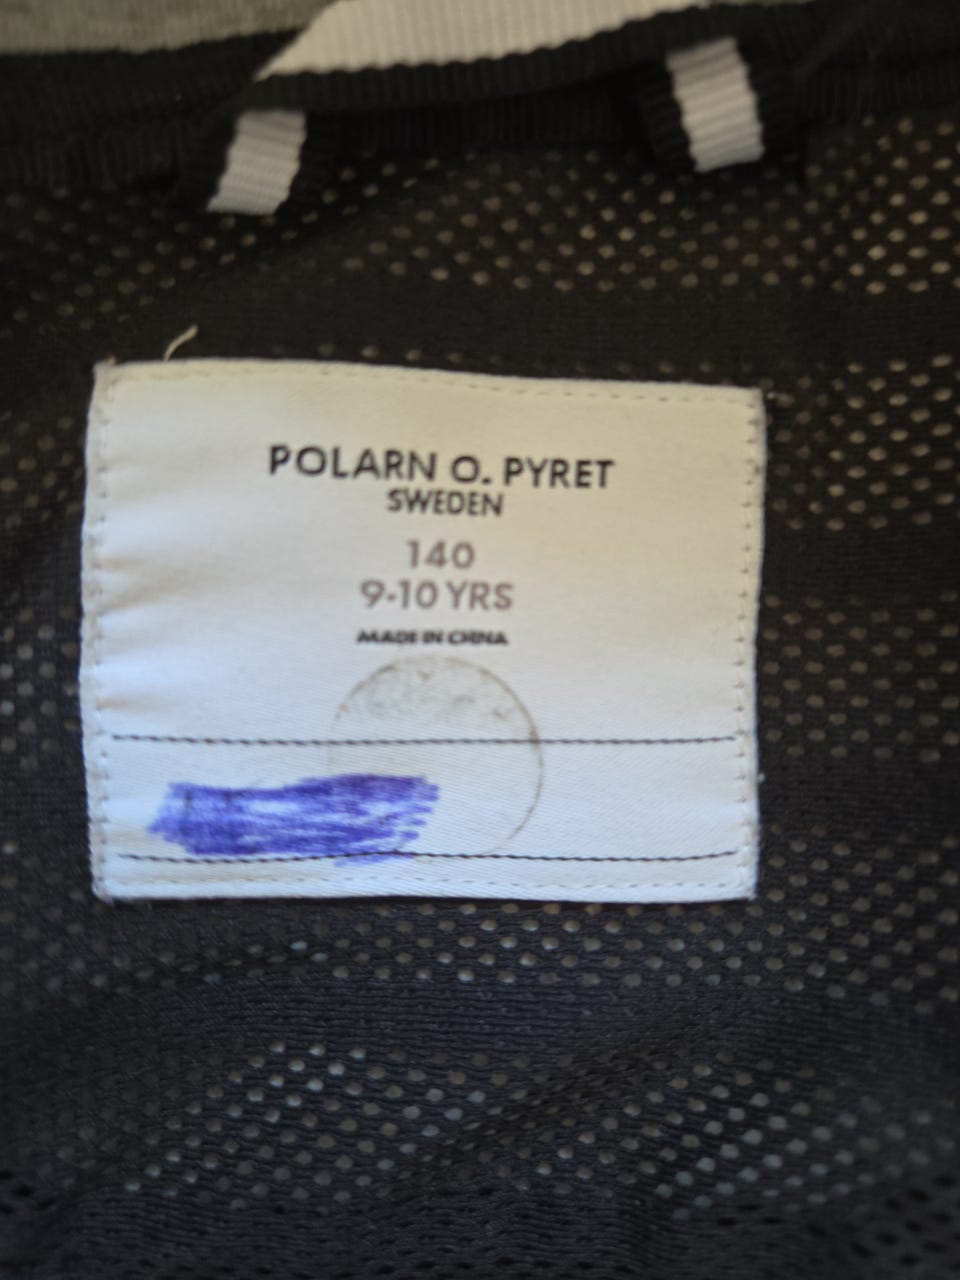 POLARN O. PYRET
SWEDEN
140
9-10 YRS
MADE IN CHINA